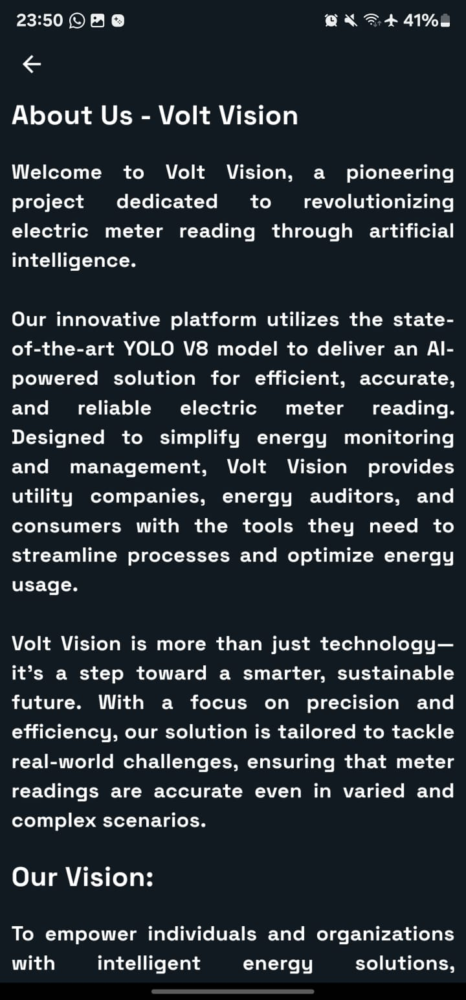 23:50
41%
About Us - Volt Vision
Welcome to Volt Vision, a pioneering
project dedicated to revolutionizing
electric meter reading through artificial
intelligence.
Our innovative platform utilizes the state-
of-the-art YOLO V8 model to deliver an AI-
powered solution for efficient, accurate,
and reliable electric meter reading.
Designed to simplify energy monitoring
and management, Volt Vision provides
utility companies, energy auditors, and
consumers with the tools they need to
streamline processes and optimize energy
usage.
Volt Vision is more than just technology—
it’s a step toward a smarter, sustainable
future. With a focus on precision and
efficiency, our solution is tailored to tackle
real-world challenges, ensuring that meter
readings are accurate even in varied and
complex scenarios.
Our Vision:
To empower individuals and organizations
with intelligent energy solutions,